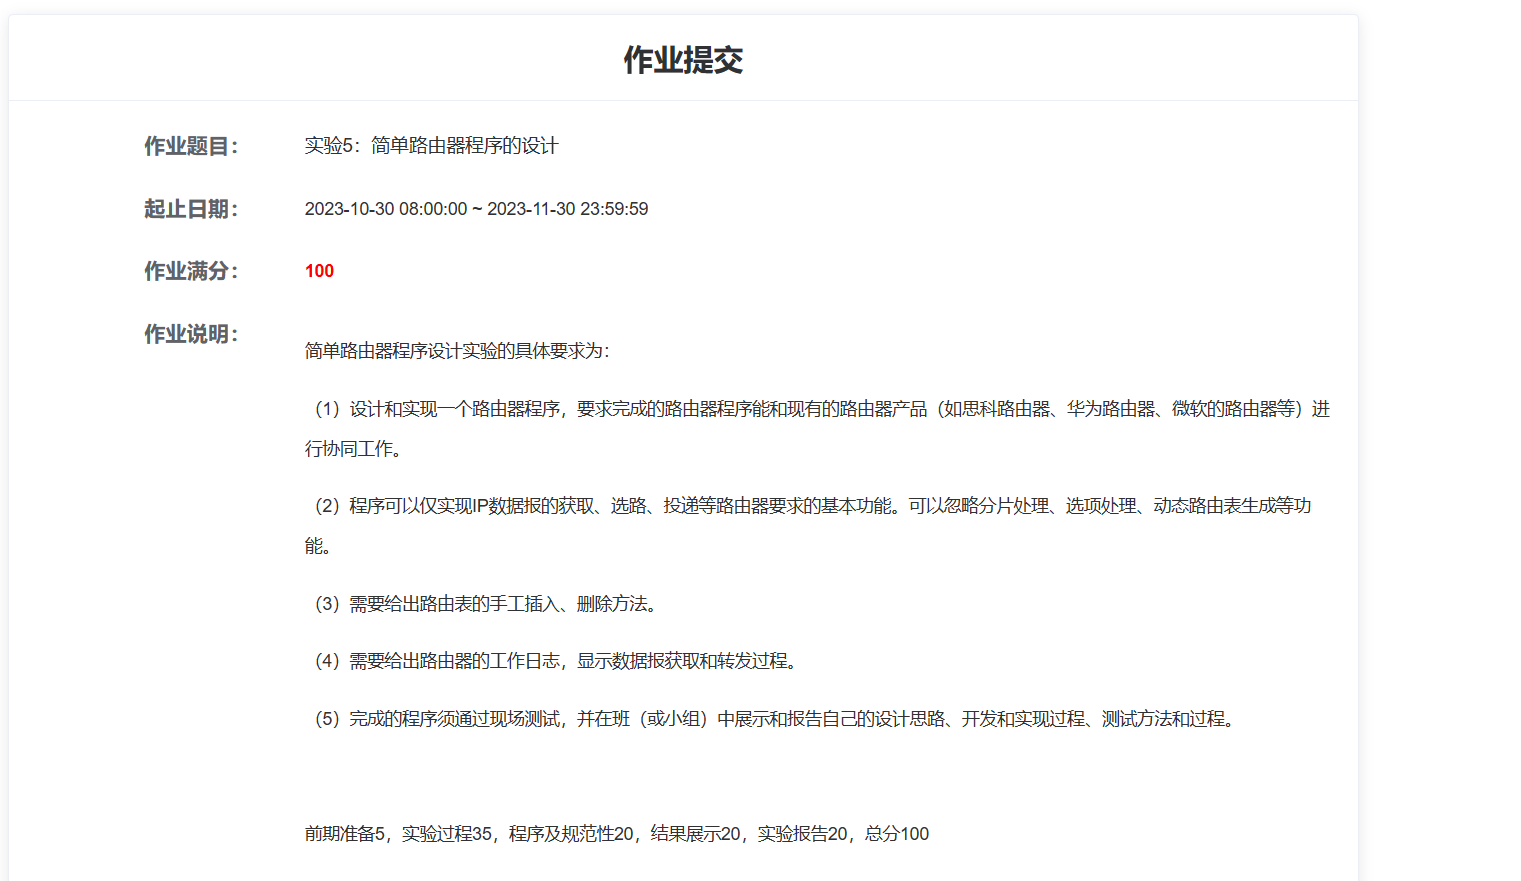 作业提交
作业题目：
实验5：简单路由器程序的设计
起止日期：
2023-10-30 08:00:00 ~ 2023-11-30 23:59:59
作业满分：
100
作业说明：
简单路由器程序设计实验的具体要求为：
（1）设计和实现一个路由器程序，要求完成的路由器程序能和现有的路由器产品（如思科路由器、华为路由器、微软的路由器等）进
行协同工作。
（2）程序可以仅实现IP数据报的获取、选路、投递等路由器要求的基本功能。可以忽略分片处理、选项处理、动态路由表生成等功
能。
（3）需要给出路由表的手工插入、删除方法。
（4）需要给出路由器的工作日志，显示数据报获取和转发过程。
（5）完成的程序须通过现场测试，并在班（或小组）中展示和报告自己的设计思路、开发和实现过程、测试方法和过程。
前期准备5，实验过程35，程序及规范性20，结果展示20，实验报告20，总分100